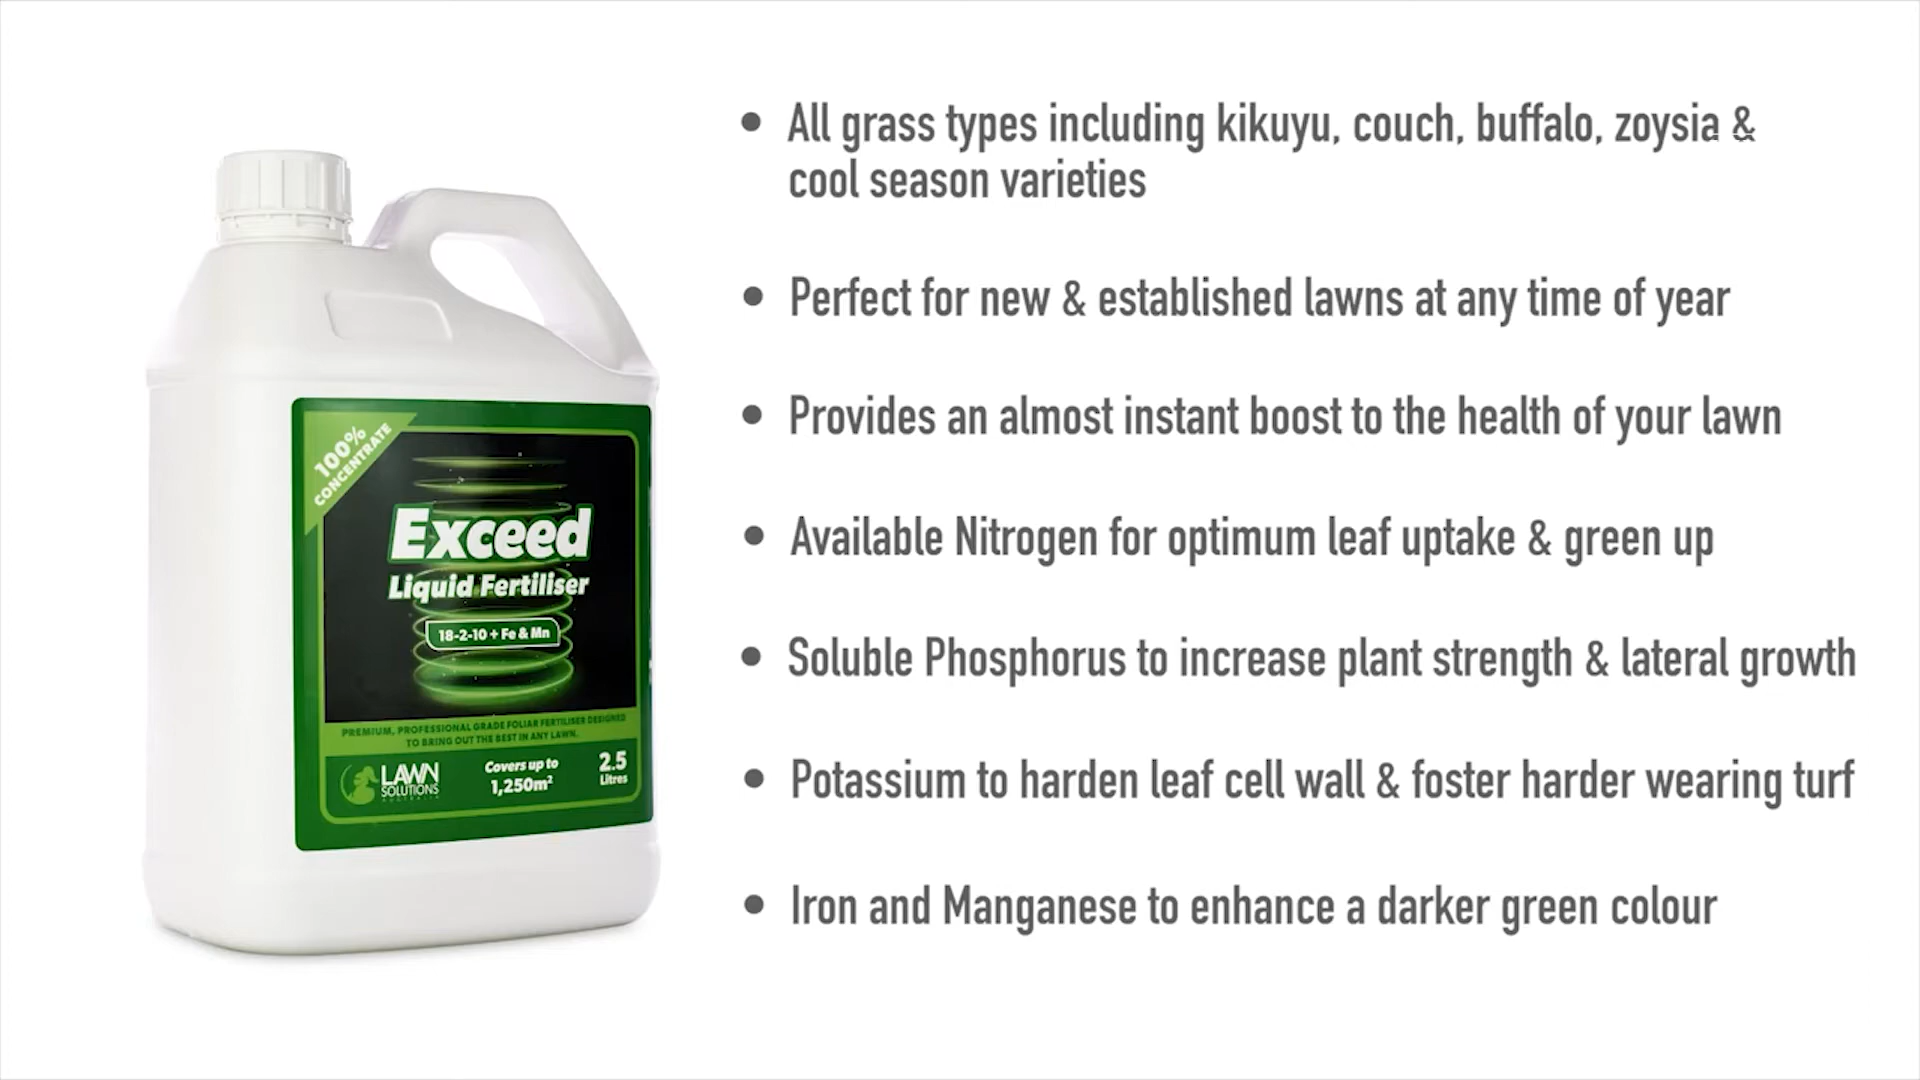 • All grass types including kikuyu, couch, buffalo, zoysia &
cool season varieties
• Perfect for new & established lawns at any time of year
• Provides an almost instant boost to the health of your lawn
• Available Nitrogen for optimum leaf uptake & green up
• Soluble Phosphorus to increase plant strength & lateral growth
• Potassium to harden leaf cell wall & foster harder wearing turf
• Iron and Manganese to enhance a darker green colour
100%
CONCENTRATE
Exceed
Liquid Fertiliser
18-2-10 + Fe & Mn
PREMIUM, PROFESSIONAL GRADE FOLIAR FERTILISER DESIGNED
TO BRING OUT THE BEST IN ANY LAWN.
LAWN
SOLUTIONS
AUSTRALIA
Covers up to
1,250m²
2.5
Litres